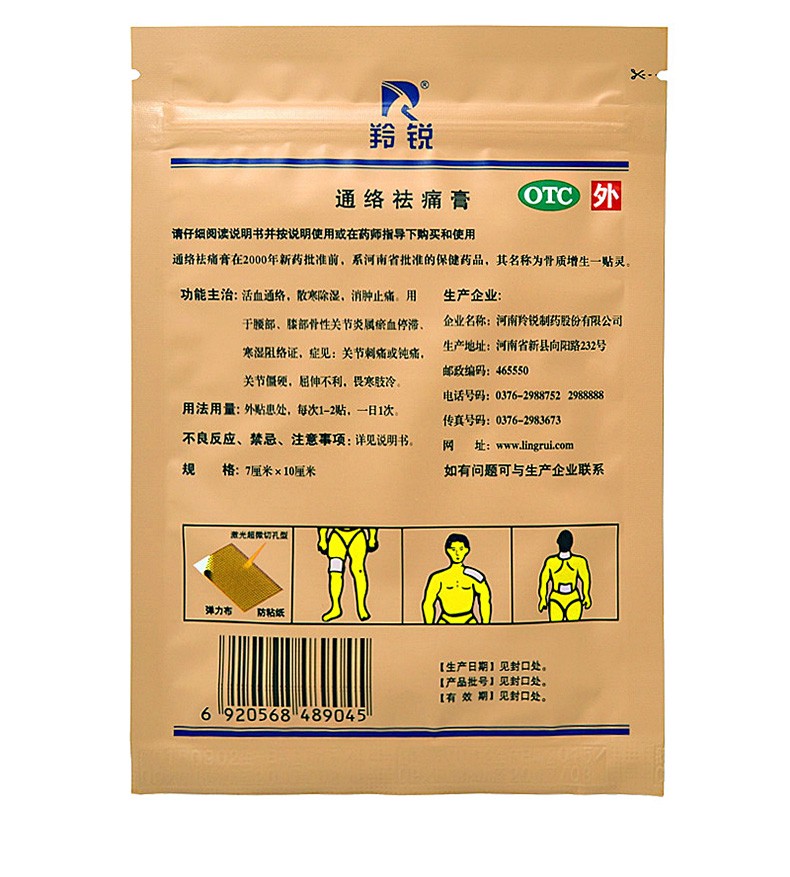 R®
羚锐
通络祛痛膏
OTC 外
请仔细阅读说明书并按说明使用或在药师指导下购买和使用
通络祛痛膏在2000年新药批准前，系河南省批准的保健药品，其名称为骨质增生一贴灵。
功能主治：活血通络，散寒除湿，消肿止痛。用
于腰部、膝部骨性关节炎属瘀血停滞、
寒湿阻络证，症见：关节刺痛或钝痛，
关节僵硬，屈伸不利，畏寒肢冷。
用法用量：外贴患处，每次1-2贴，一日1次。
不良反应、禁忌、注意事项：详见说明书。
规 格：7厘米×10厘米
生产企业：
企业名称：河南羚锐制药股份有限公司
生产地址：河南省新县向阳路232号
邮政编码：465550
电话号码：0376-2988752 2988888
传真号码：0376-2983673
网 址：www.lingrui.com
如有问题可与生产企业联系
激光超微切孔型
弹力布
防粘纸
6 920568 489045
【生产日期】见封口处。
【产品批号】见封口处。
【有 效 期】见封口处。